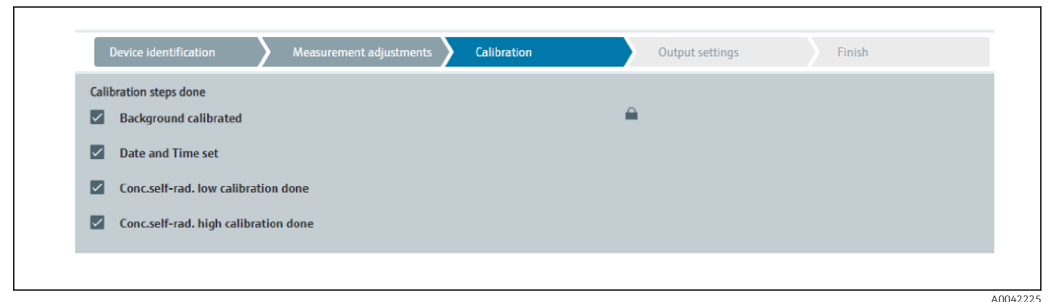 Device identification Measurement adjustments Calibration Output settings Finish
Calibration steps done
Background calibrated
Date and Time set
Conc.self-rad. low calibration done
Conc.self-rad. high calibration done
A0042225